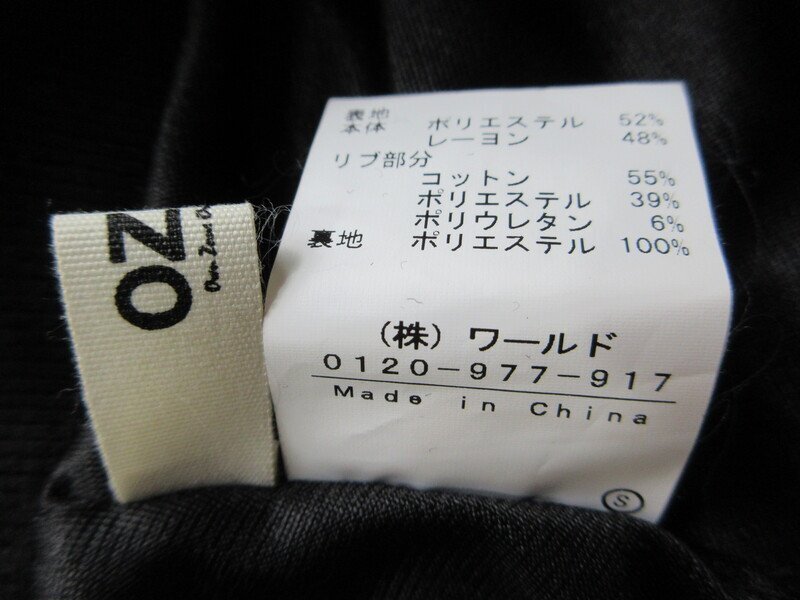 表地
本体 ポリエステル 52%
レーヨン 48%
リブ部分
コットン 55%
ポリエステル 39%
ポリウレタン 6%
裏地 ポリエステル 100%
(株) ワールド
0120-977-917
Made in China
S
OZ